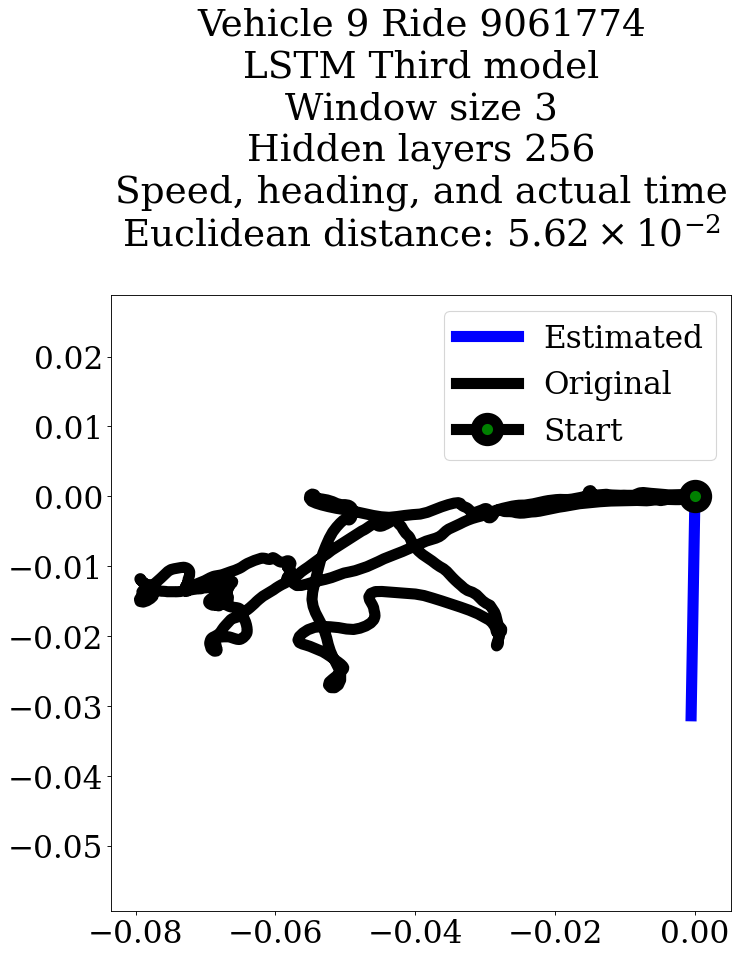 Vehicle 9 Ride 9061774
LSTM Third model
Window size 3
Hidden layers 256
Speed, heading, and actual time
Euclidean distance: 5.62 × 10⁻²
Estimated
Original
Start
0.02
0.01
0.00
−0.01
−0.02
−0.03
−0.04
−0.05
−0.08 −0.06 −0.04 −0.02 0.00